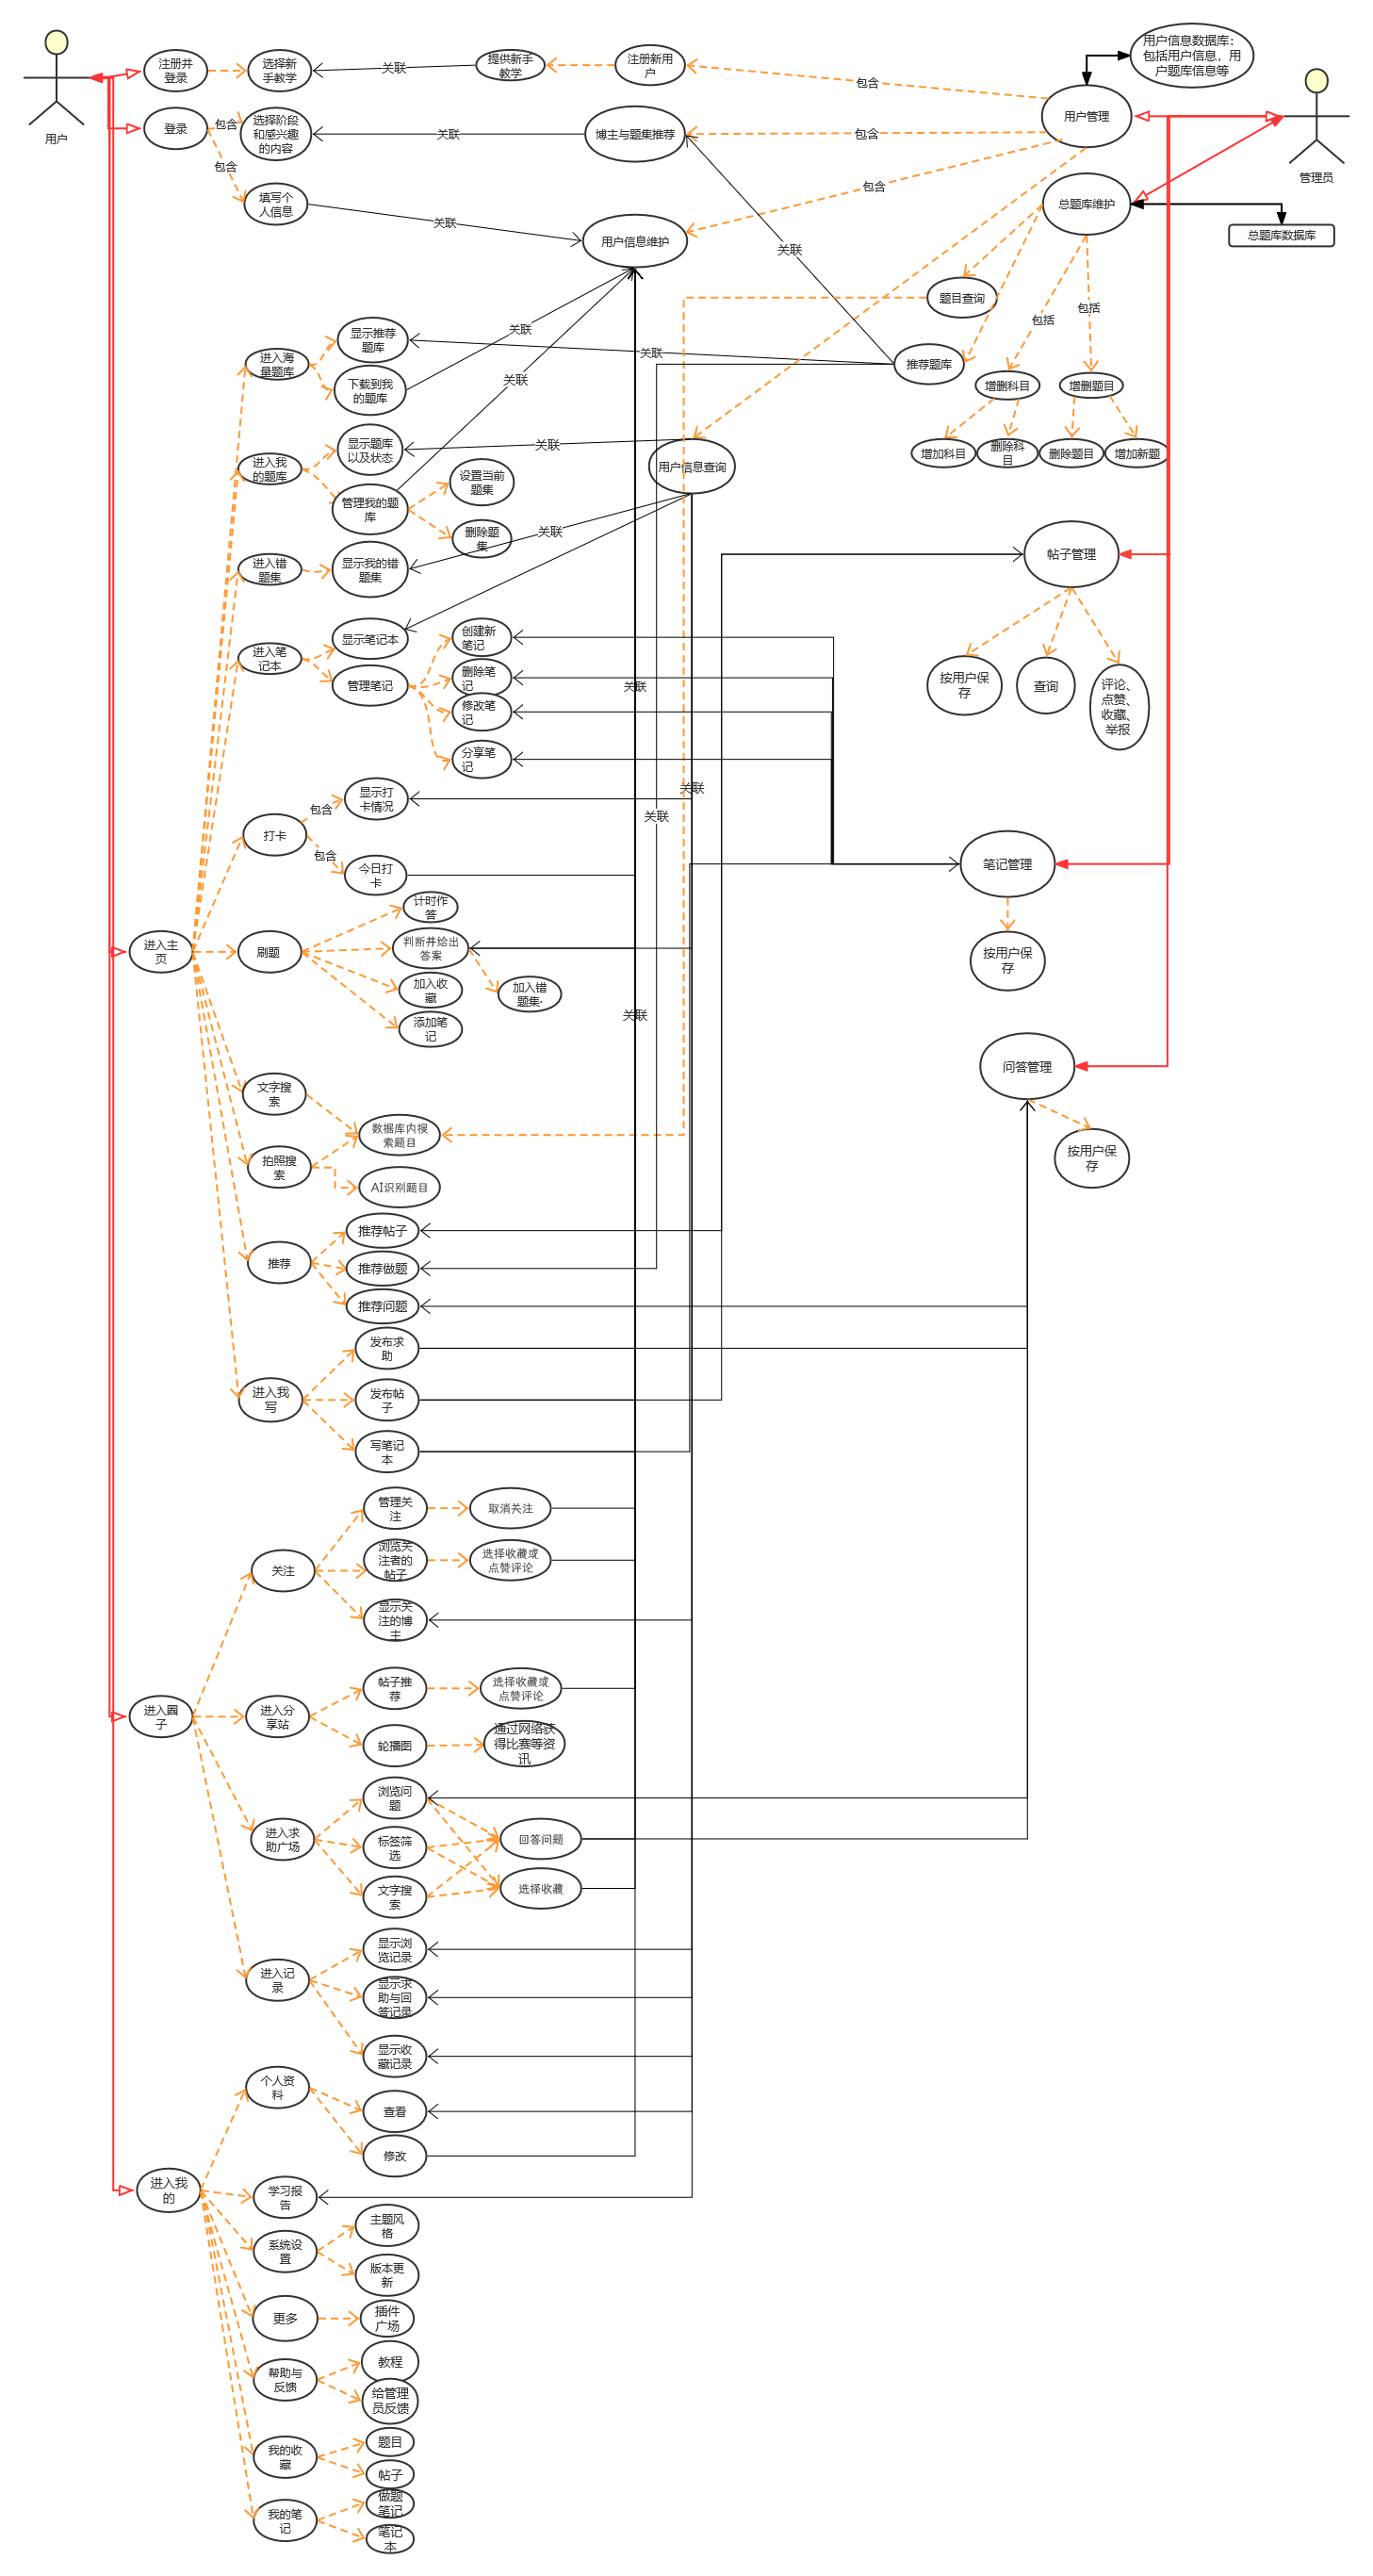 用户
管理员
注册并
登录
选择新
手教学
关联
提供新手
教学
注册新用
户
包含
用户信息数据库：
包括用户信息，用
户题库信息等
登录
包含
选择阶段
和感兴趣
的内容
关联
博主与题集推荐
包含
用户管理
包含
填写个
人信息
关联
用户信息维护
包含
关联
总题库维护
总题库数据库
题目查询
包括
包括
推荐题库
增删科目
增删题目
增加科目
删除科
目
删除题目
增加新题
进入海
量题库
显示推荐
题库
下载到我
的题库
关联
关联
关联
进入我
的题库
显示题库
以及状态
关联
用户信息查询
管理我的题
库
设置当前
题集
删除题
集
关联
进入错
题集
显示我的错
题集
帖子管理
按用户保
存
查询
评论、
点赞、
收藏、
举报
进入笔
记本
显示笔记本
管理笔记
创建新
笔记
删除笔
记
修改笔
记
分享笔
记
关联
关联
关联
打卡
包含
包含
显示打
卡情况
今日打
卡
笔记管理
按用户保
存
进入主
页
刷题
计时作
答
判断并给出
答案
加入收
藏
添加笔
记
加入错
题集·
关联
问答管理
按用户保
存
文字搜
索
拍照搜
索
数据库内搜
索题目
AI识别题目
推荐
推荐帖子
推荐做题
推荐问题
进入我
写
发布求
助
发布帖
子
写笔记
本
进入圈
子
关注
管理关
注
取消关注
浏览关
注者的
帖子
选择收藏或
点赞评论
显示关
注的博
主
进入分
享站
帖子推
荐
选择收藏或
点赞评论
轮播图
通过网络获
得比赛等资
讯
进入求
助广场
浏览问
题
标签筛
选
文字搜
索
回答问题
选择收藏
进入记
录
显示浏
览记录
显示求
助与回
答记录
显示收
藏记录
进入我
的
个人资
料
查看
修改
学习报
告
系统设
置
主题风
格
版本更
新
更多
插件
广场
帮助与
反馈
教程
给管理
员反馈
我的收
藏
题目
帖子
我的笔
记
做题
笔记
笔记
本